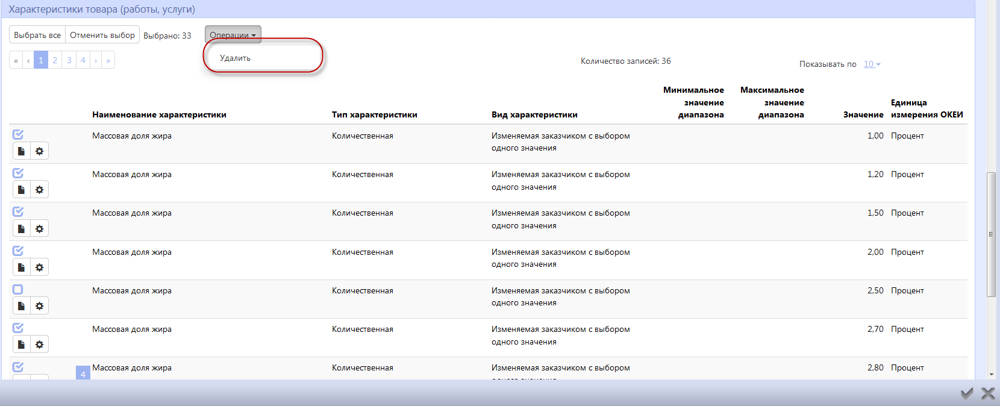 Характеристики товара (работы, услуги)
Выбрать все Отменить выбор Выбрано: 33 Операции
Удалить
« ‹ 1 2 3 4 › »
Количество записей: 36
Показывать по 10
Наименование характеристики
Тип характеристики
Вид характеристики
Минимальное
значение
диапазона
Максимальное
значение
диапазона
Значение
Единица
измерения ОКЕИ
Массовая доля жира Количественная Изменяемая заказчиком с выбором 1,00 Процент
одного значения
Массовая доля жира Количественная Изменяемая заказчиком с выбором 1,20 Процент
одного значения
Массовая доля жира Количественная Изменяемая заказчиком с выбором 1,50 Процент
одного значения
Массовая доля жира Количественная Изменяемая заказчиком с выбором 2,00 Процент
одного значения
Массовая доля жира Количественная Изменяемая заказчиком с выбором 2,50 Процент
одного значения
Массовая доля жира Количественная Изменяемая заказчиком с выбором 2,70 Процент
одного значения
Массовая доля жира Количественная Изменяемая заказчиком с выбором 2,80 Процент
4